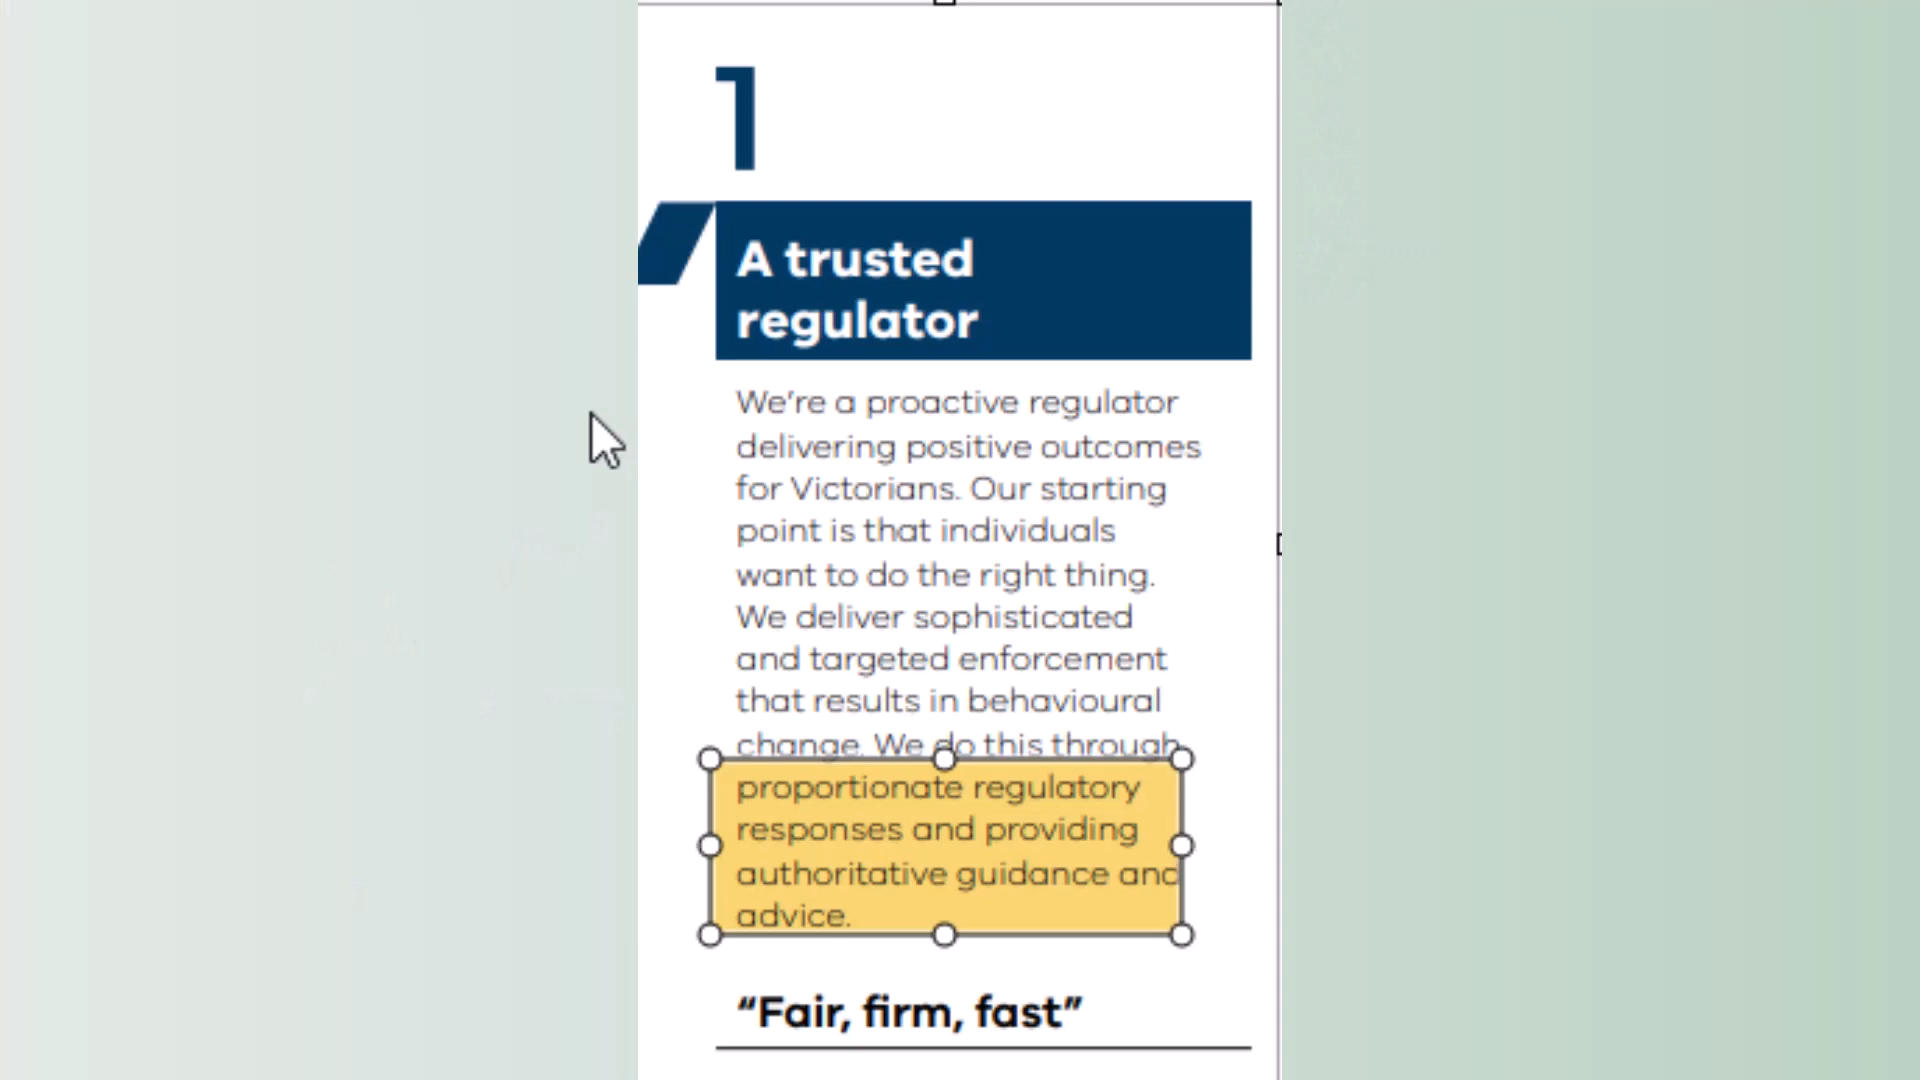 1
A trusted
regulator
We're a proactive regulator
delivering positive outcomes
for Victorians. Our starting
point is that individuals
want to do the right thing.
We deliver sophisticated
and targeted enforcement
that results in behavioural
change. We do this through
proportionate regulatory
responses and providing
authoritative guidance and
advice.
“Fair, firm, fast”